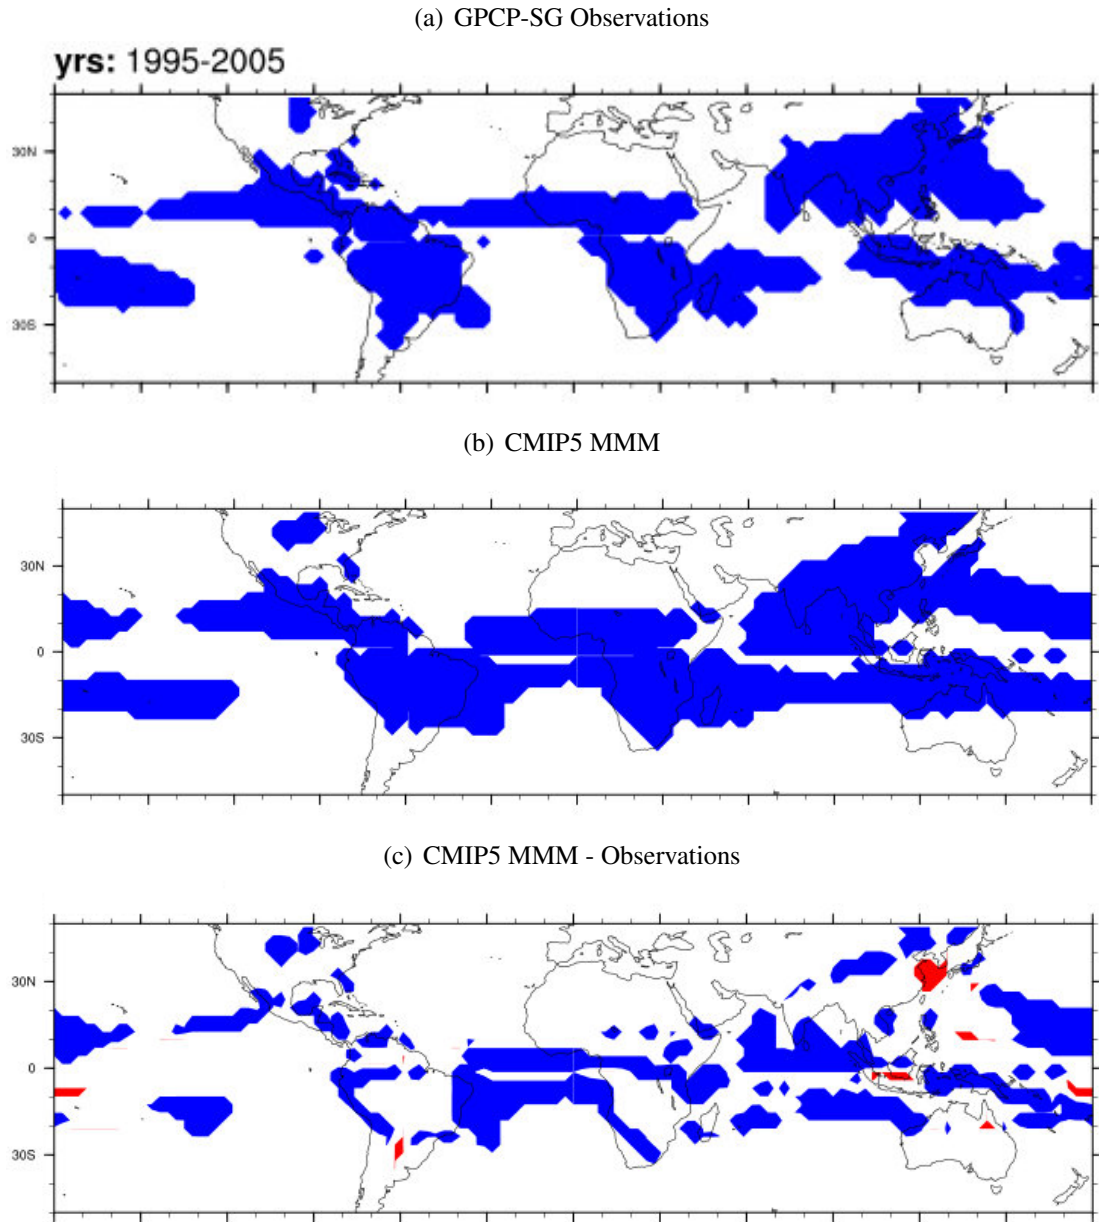 (a) GPCP-SG Observations
yrs: 1995-2005
30N
0
30S
(b) CMIP5 MMM
30N
0
30S
(c) CMIP5 MMM - Observations
30N
0
30S